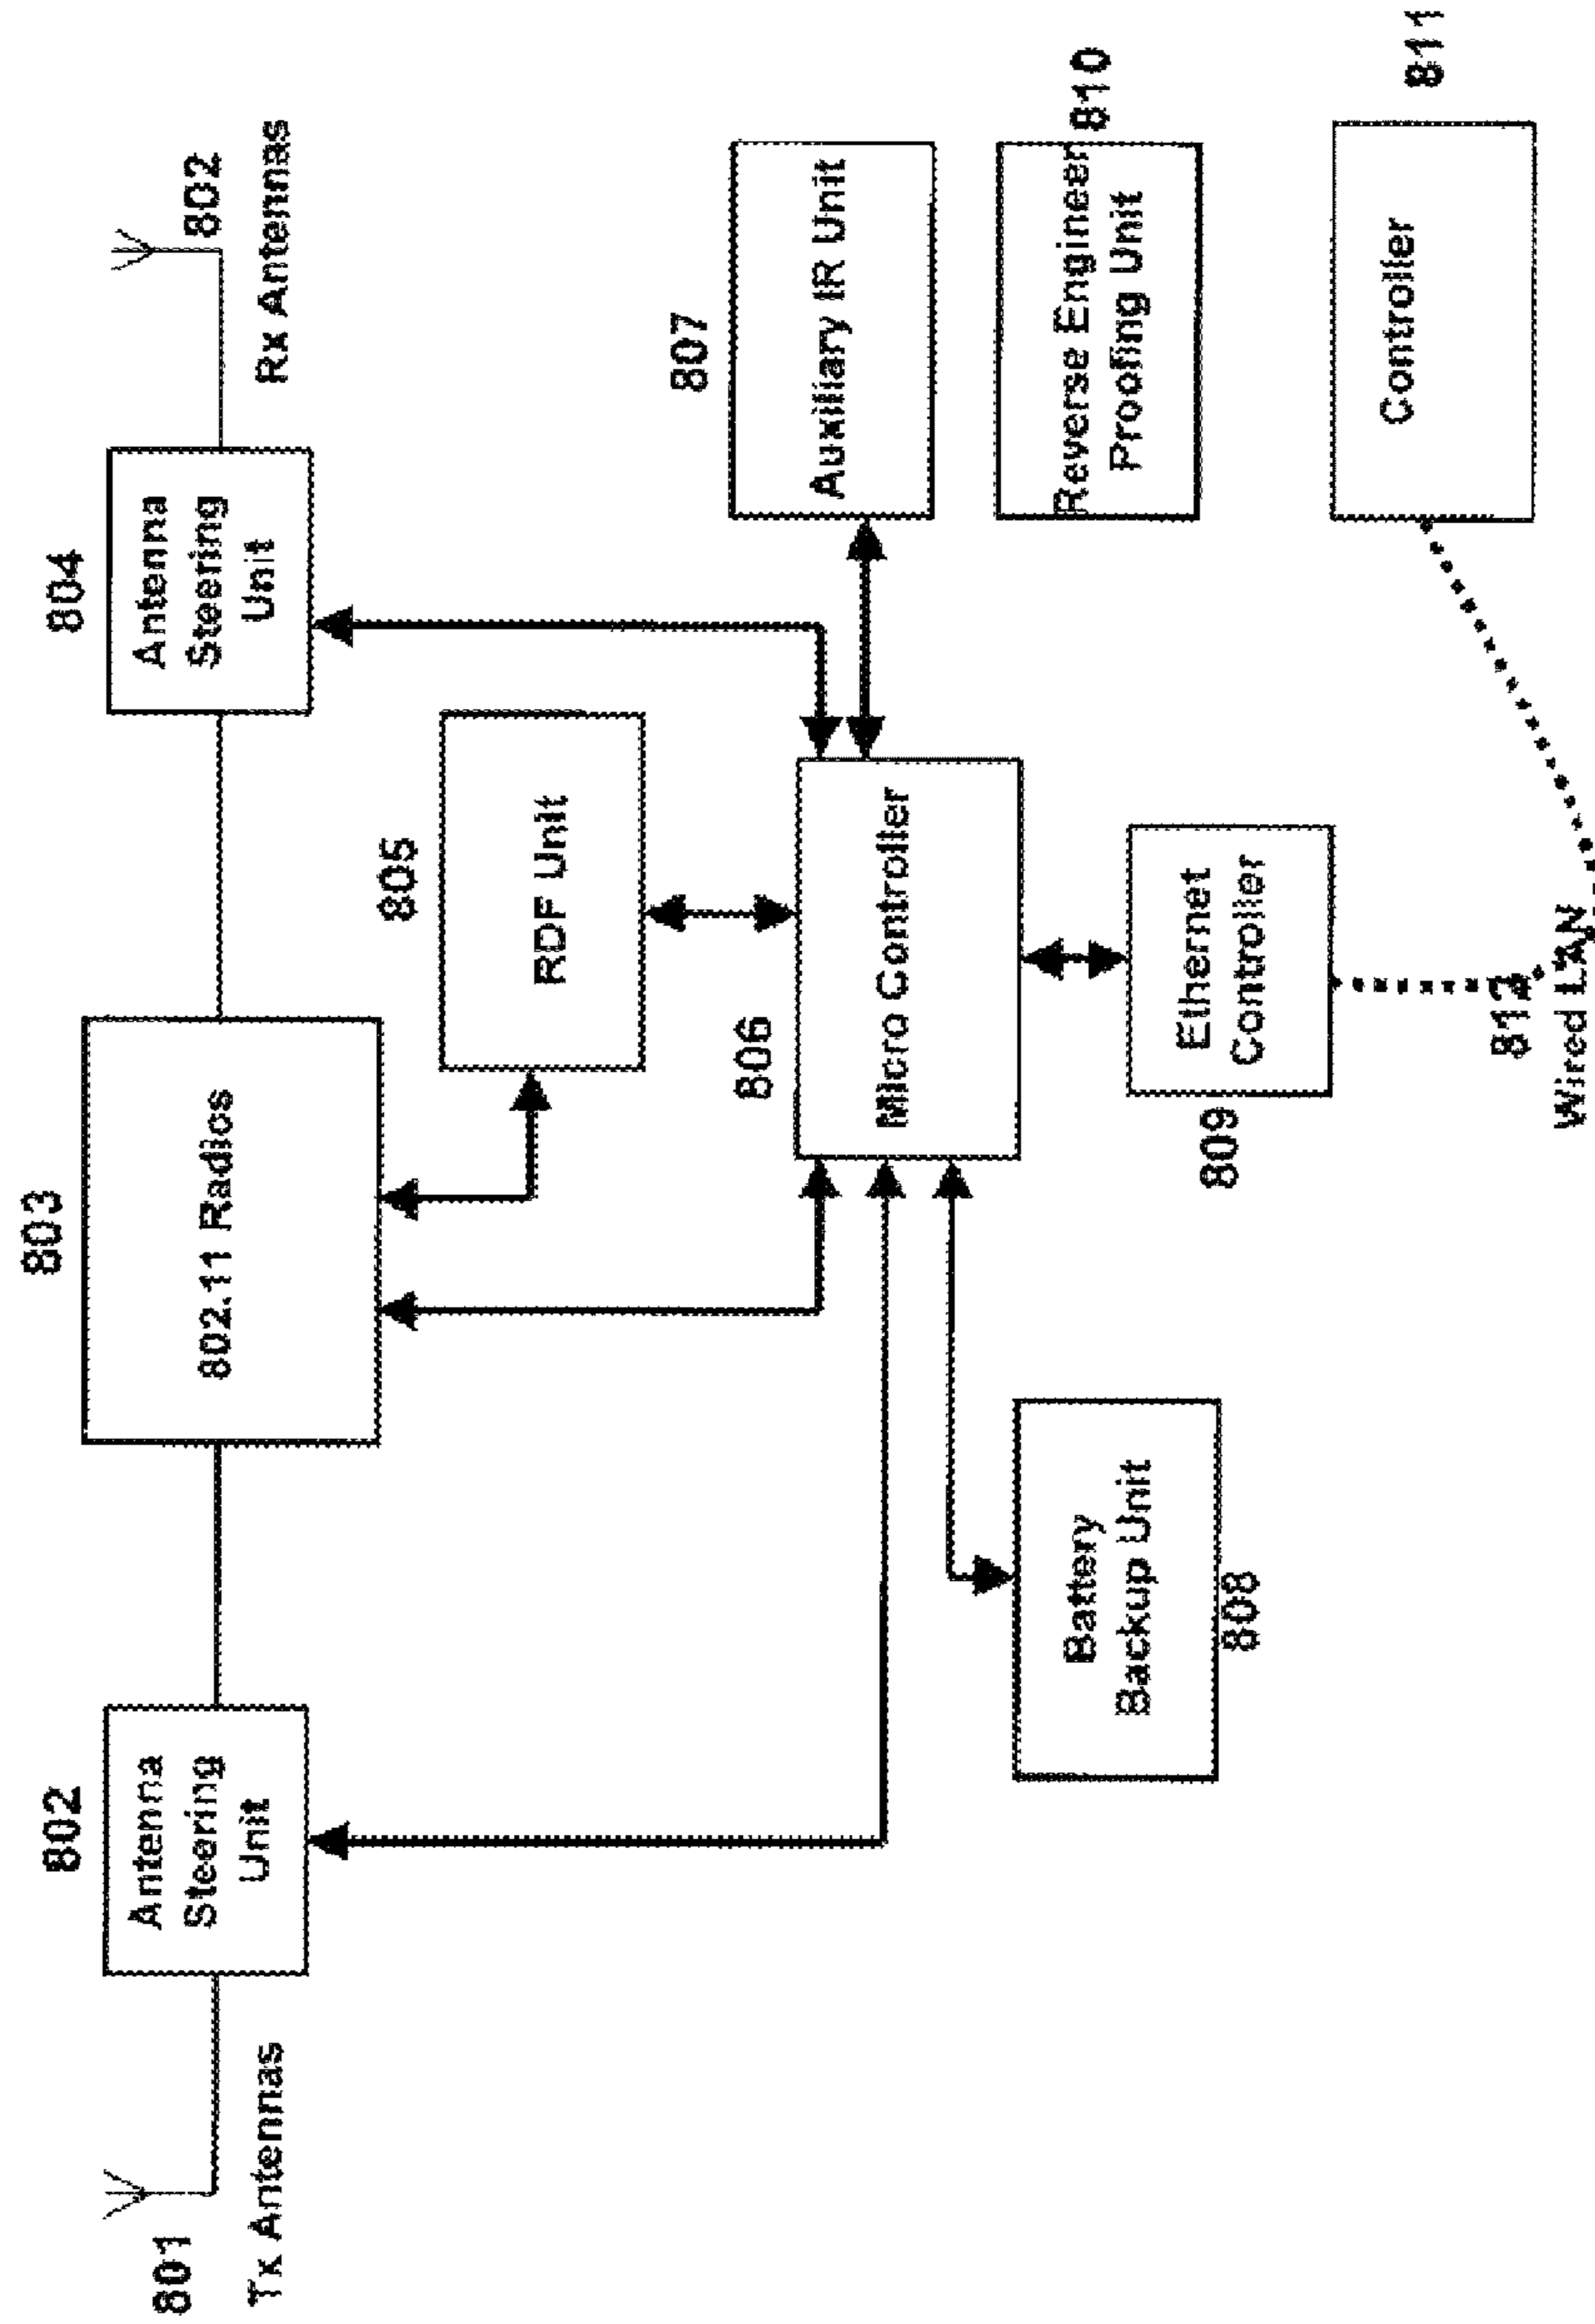 803
802
804
802
801
Antenna
Steering
Unit
802.11 Radios
Antenna
Steering
Unit
Tx Antennas
Rx Antennas
805
RDF Unit
807
806
Micro Controller
Auxiliary IR Unit
Battery
Backup Unit
808
809
Ethernet
Controller
Reverse Engineer
Proofing Unit
810
Controller
811
Wired LAN